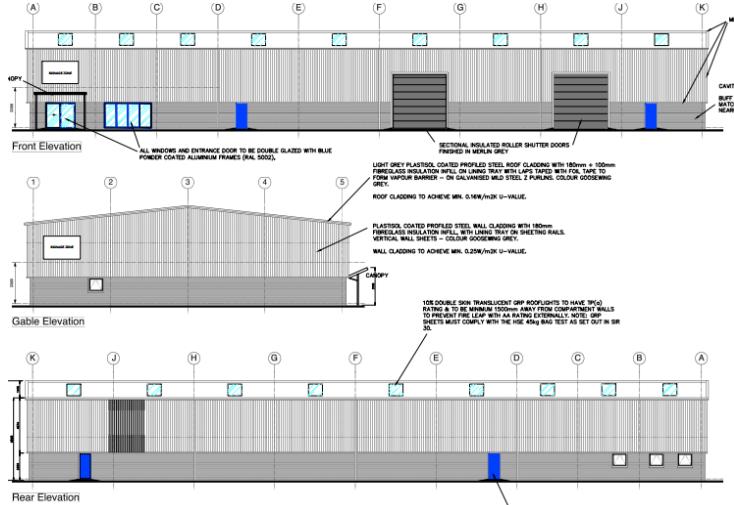 A B C D E F G H J K
SIGNAGE ZONE
NOPY
CAVIT
BUFF
MATC
NEAR
ALL WINDOWS AND ENTRANCE DOOR TO BE DOUBLE GLAZED WITH BLUE
POWDER COATED ALUMINIUM FRAMES (RAL 5002),
SECTIONAL INSULATED ROLLER SHUTTER DOORS
FINISHED IN MERLIN GREY
Front Elevation
LIGHT GREY PLASTISOL COATED PROFILED STEEL ROOF CLADDING WITH 180mm + 100mm
FIBREGLASS INSULATION INFILL ON LINING TRAY WITH LAPS TAPED WITH FOIL TAPE TO
FORM VAPOUR BARRIER - ON GALVANISED MILD STEEL Z PURLINS. COLOUR GOOSEWING
GREY.
ROOF CLADDING TO ACHIEVE MIN. 0.16W/m2K U-VALUE.
1 2 3 4 5
PLASTISOL COATED PROFILED STEEL WALL CLADDING WITH 180mm
FIBREGLASS INSULATION INFILL, WITH LINING TRAY ON SHEETING RAILS.
VERTICAL WALL SHEETS - COLOUR GOOSEWING GREY.
WALL CLADDING TO ACHIEVE MIN. 0.25W/m2K U-VALUE.
SIGNAGE ZONE
CANOPY
Gable Elevation
10% DOUBLE SKIN TRANSLUCENT GRP ROOFLIGHTS TO HAVE TP(a)
RATING & TO BE MINIMUM 1500mm AWAY FROM COMPARTMENT WALLS
TO PREVENT FIRE LEAP WITH AA RATING EXTERNALLY. NOTE: GRP
SHEETS MUST COMPLY WITH THE HSE 45kg BAG TEST AS SET OUT IN SIR
30.
K J H G F E D C B A
Rear Elevation